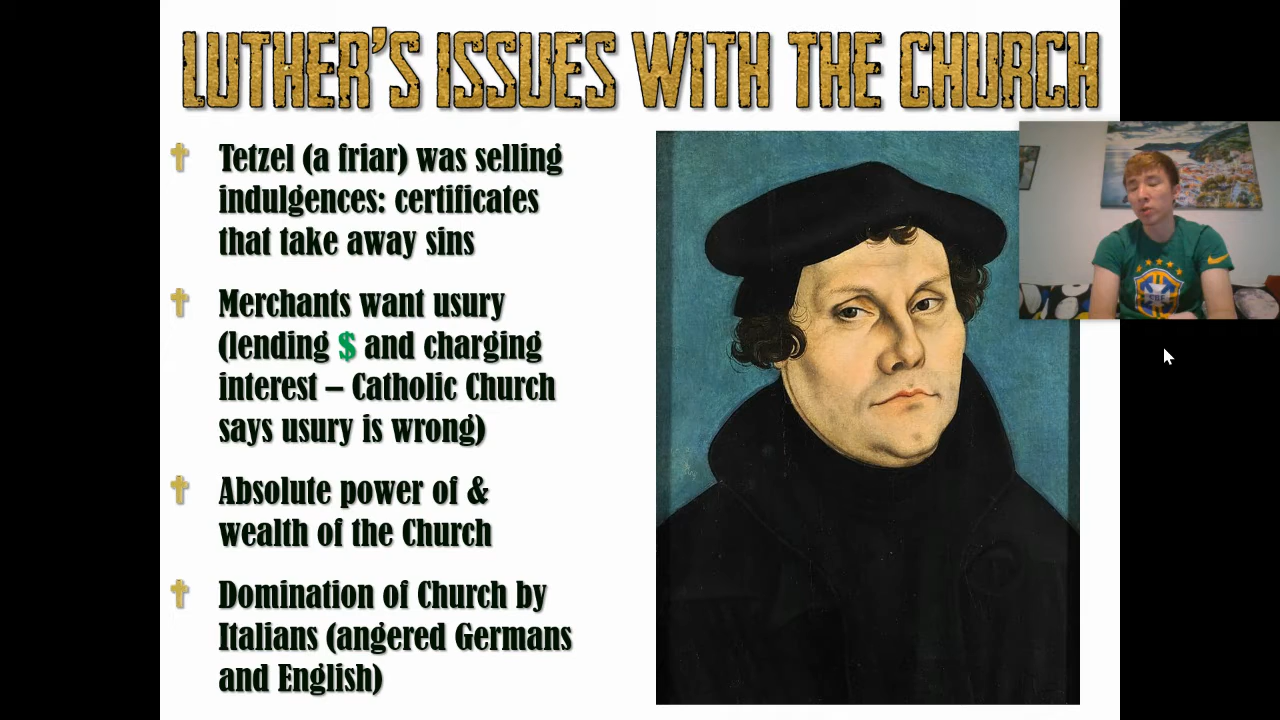 LUTHER'S ISSUES WITH THE CHURCH
Tetzel (a friar) was selling
indulgences: certificates
that take away sins
Merchants want usury
(lending $ and charging
interest – Catholic Church
says usury is wrong)
Absolute power of &
wealth of the Church
Domination of Church by
Italians (angered Germans
and English)